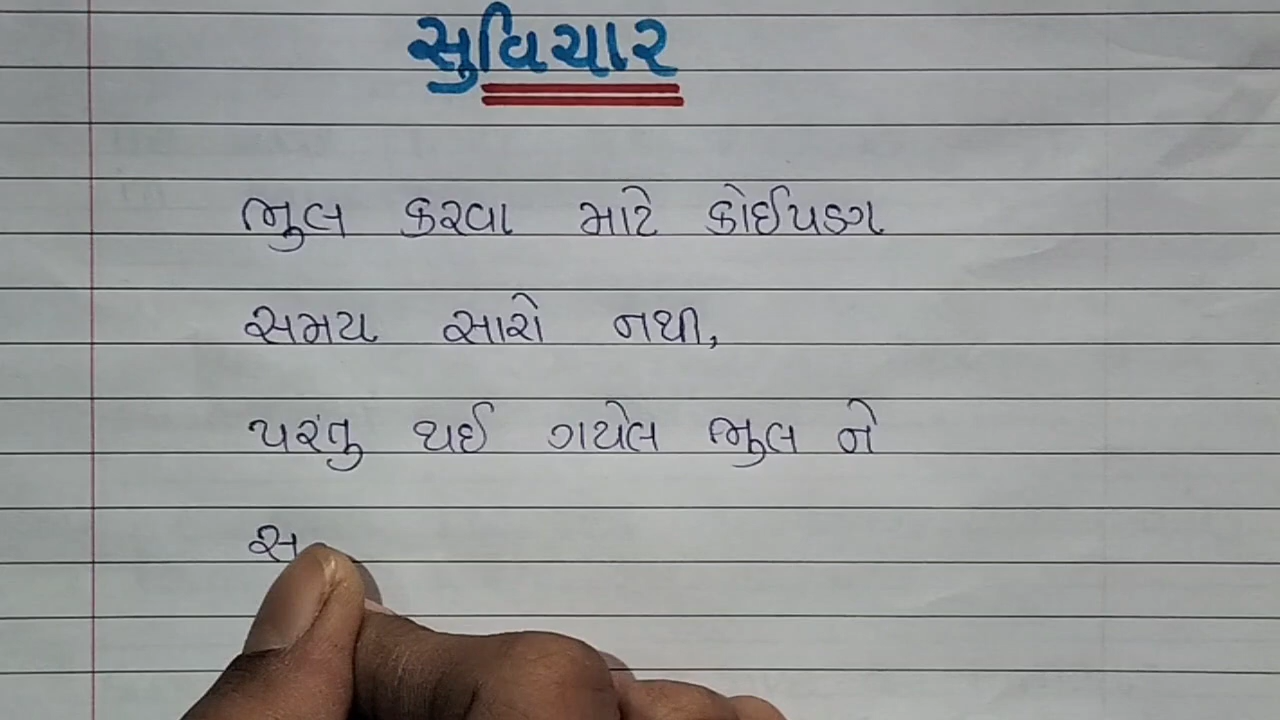 સુવિચાર
ભુલ કરવા માટે કોઈપણ
સમય સારો નથી,
પરંતુ થઈ ગયેલ ભુલ ને
સ